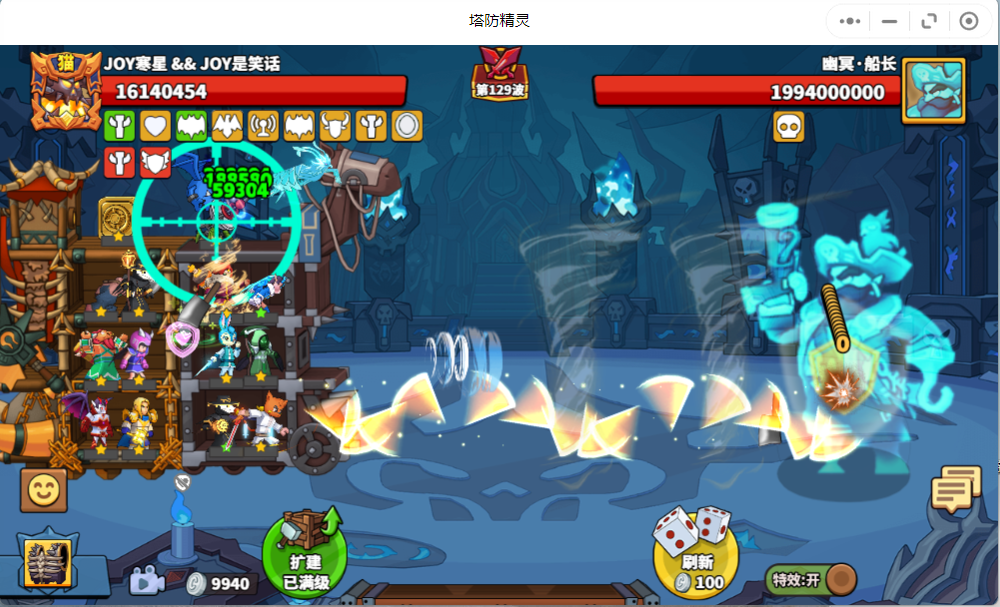 塔防精灵
猫
JOY寒星 && JOY是笑话
16140454
第129波
幽冥·船长
1994000000
59304
扩建
已满级
9940
刷新
100
特效:开